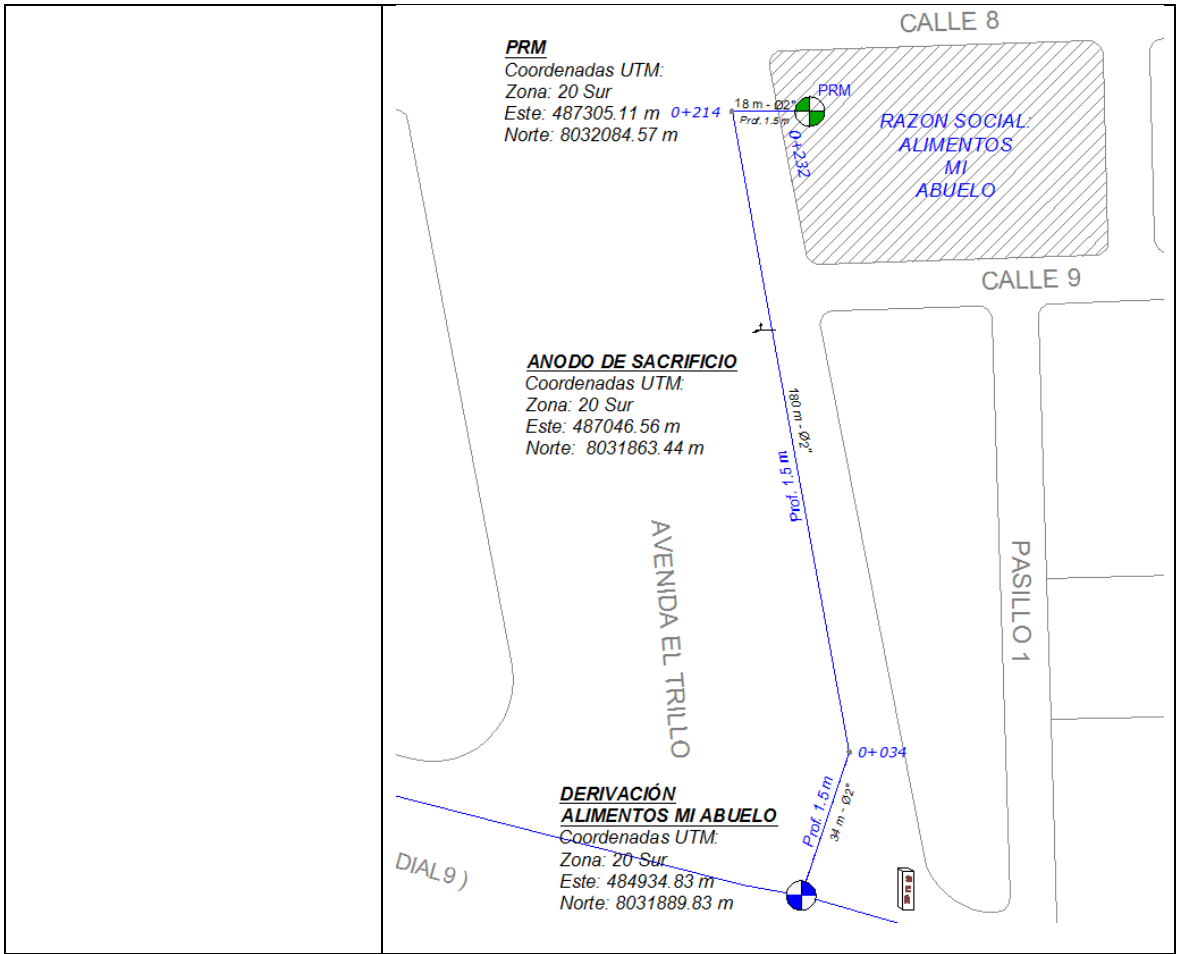 CALLE 8
PRM
Coordenadas UTM:
Zona: 20 Sur
Este: 487305.11 m
Norte: 8032084.57 m
0+214
18 m - Ø2"
Prof. 1.5 m
PRM
0+232
RAZON SOCIAL:
ALIMENTOS
MI
ABUELO
CALLE 9
ANODO DE SACRIFICIO
Coordenadas UTM:
Zona: 20 Sur
Este: 487046.56 m
Norte: 8031863.44 m
180 m - Ø2"
Prof. 1.5 m
AVENIDA EL TRILLO
PASILLO 1
0+034
DERIVACIÓN
ALIMENTOS MI ABUELO
Coordenadas UTM:
Zona: 20 Sur
Este: 484934.83 m
Norte: 8031889.83 m
Prof. 1.5 m
34 m - Ø2"
DIAL 9 )